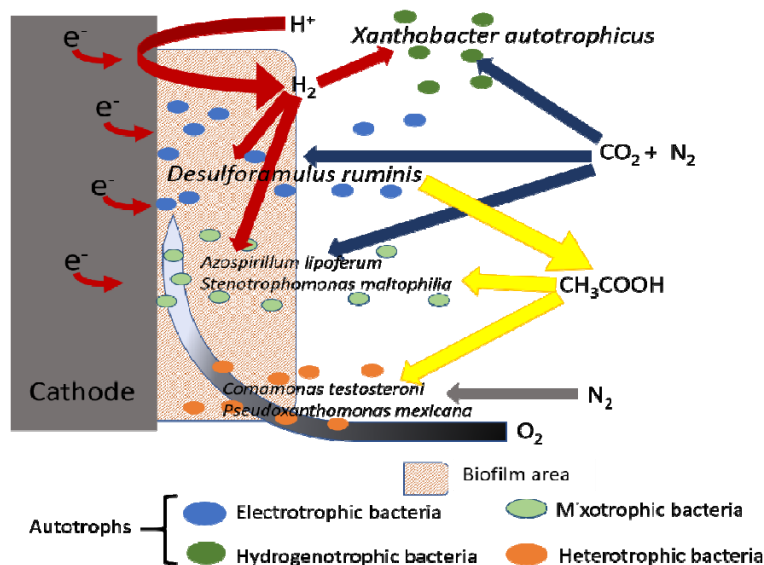 e-
H+
Xanthobacter autotrophicus
H2
e-
CO2 + N2
Desulforamulus ruminis
e-
Azospirillum lipoferum
e-
Stenotrophomonas maltophilia
CH3COOH
Cathode
Comamonas testosteroni
N2
Pseudoxanthomonas mexicana
O2
Biofilm area
Autotrophs
Electrotrophic bacteria
M˙xotrophic bacteria
Hydrogenotrophic bacteria
Heterotrophic bacteria